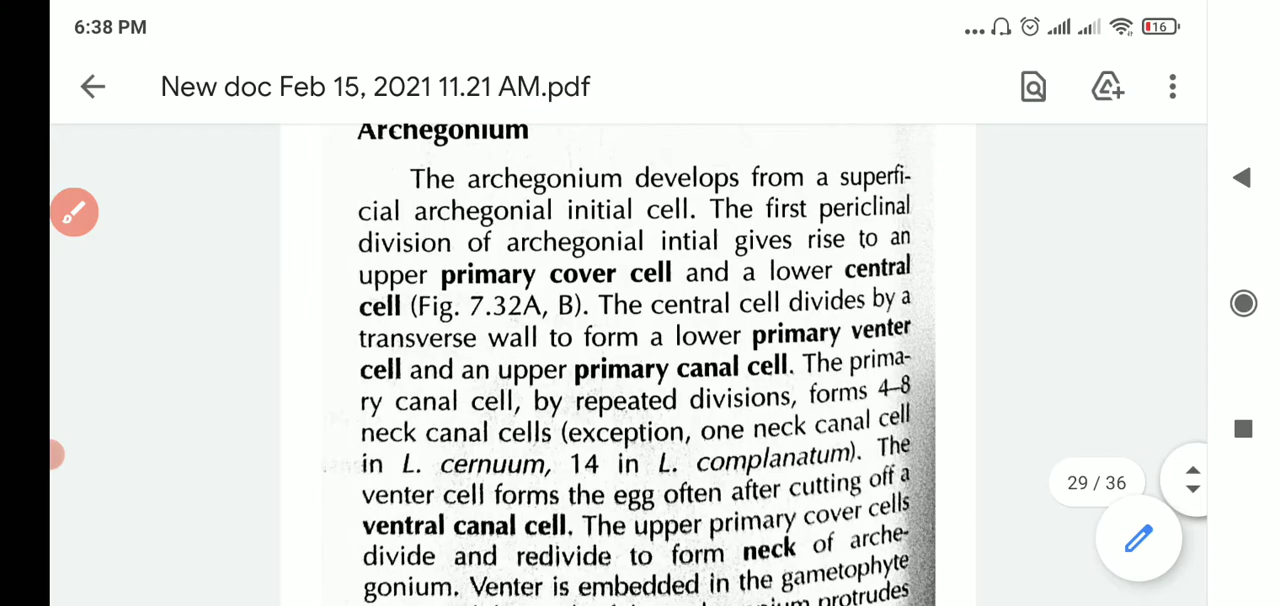 6:38 PM
16
New doc Feb 15, 2021 11.21 AM.pdf
Archegonium
The archegonium develops from a superfi-
cial archegonial initial cell. The first periclinal
division of archegonial intial gives rise to an
upper primary cover cell and a lower central
cell (Fig. 7.32A, B). The central cell divides by a
transverse wall to form a lower primary venter
cell and an upper primary canal cell. The prima-
ry canal cell, by repeated divisions, forms 4–8
neck canal cells (exception, one neck canal cell
in L. cernuum, 14 in L. complanatum). The
venter cell forms the egg often after cutting off a
ventral canal cell. The upper primary cover cells
divide and redivide to form neck of arche-
gonium. Venter is embedded in the gametophyte
protrudes
29 / 36